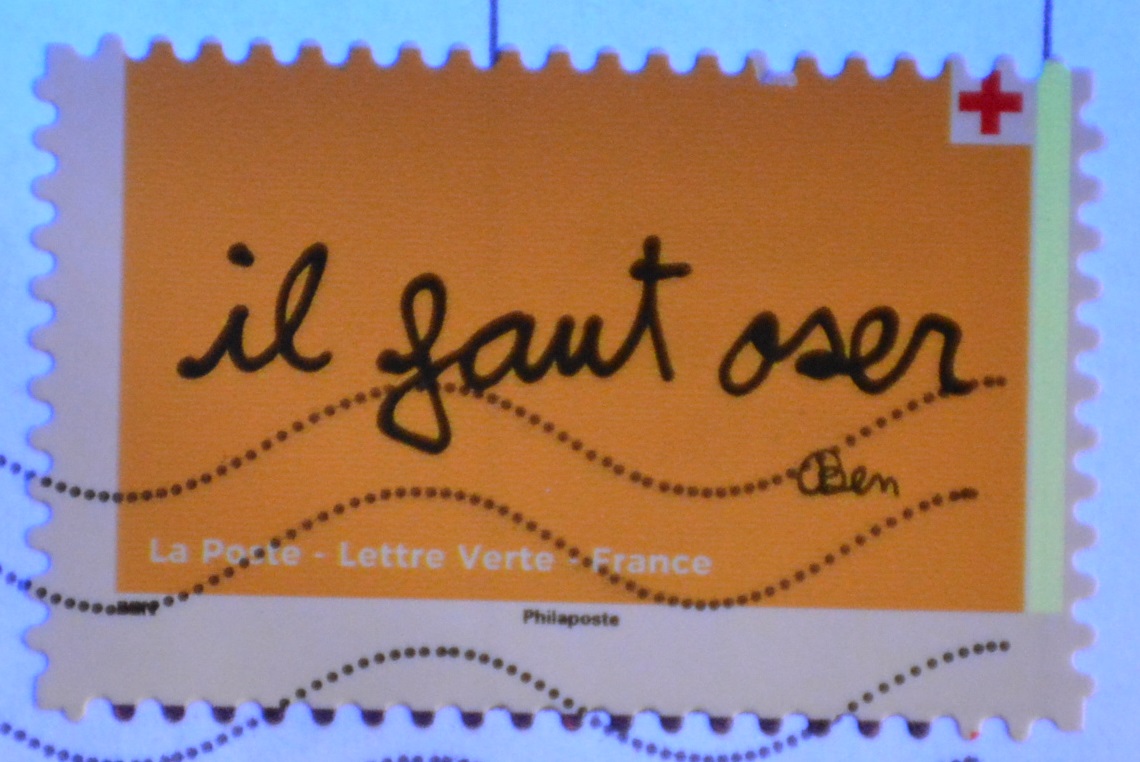 il faut oser
Ben
La Poste - Lettre Verte - France
Philaposte